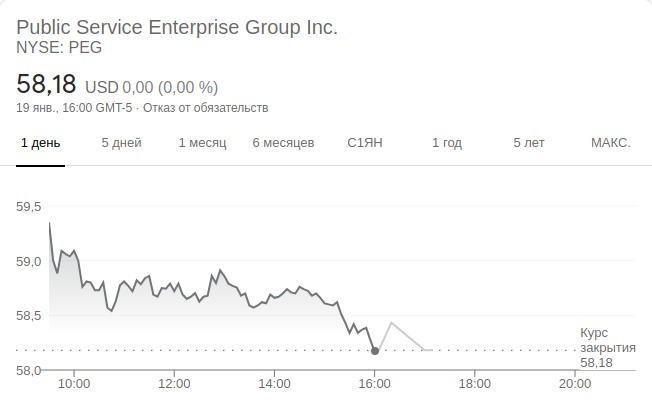 Public Service Enterprise Group Inc.
NYSE: PEG
58,18 USD 0,00 (0,00 %)
19 янв., 16:00 GMT-5 · Отказ от обязательств
1 день 5 дней 1 месяц 6 месяцев С1ЯН 1 год 5 лет МАКС.
59,5
59,0
58,5
58,0
Курс
закрытия
58,18
10:00 12:00 14:00 16:00 18:00 20:00